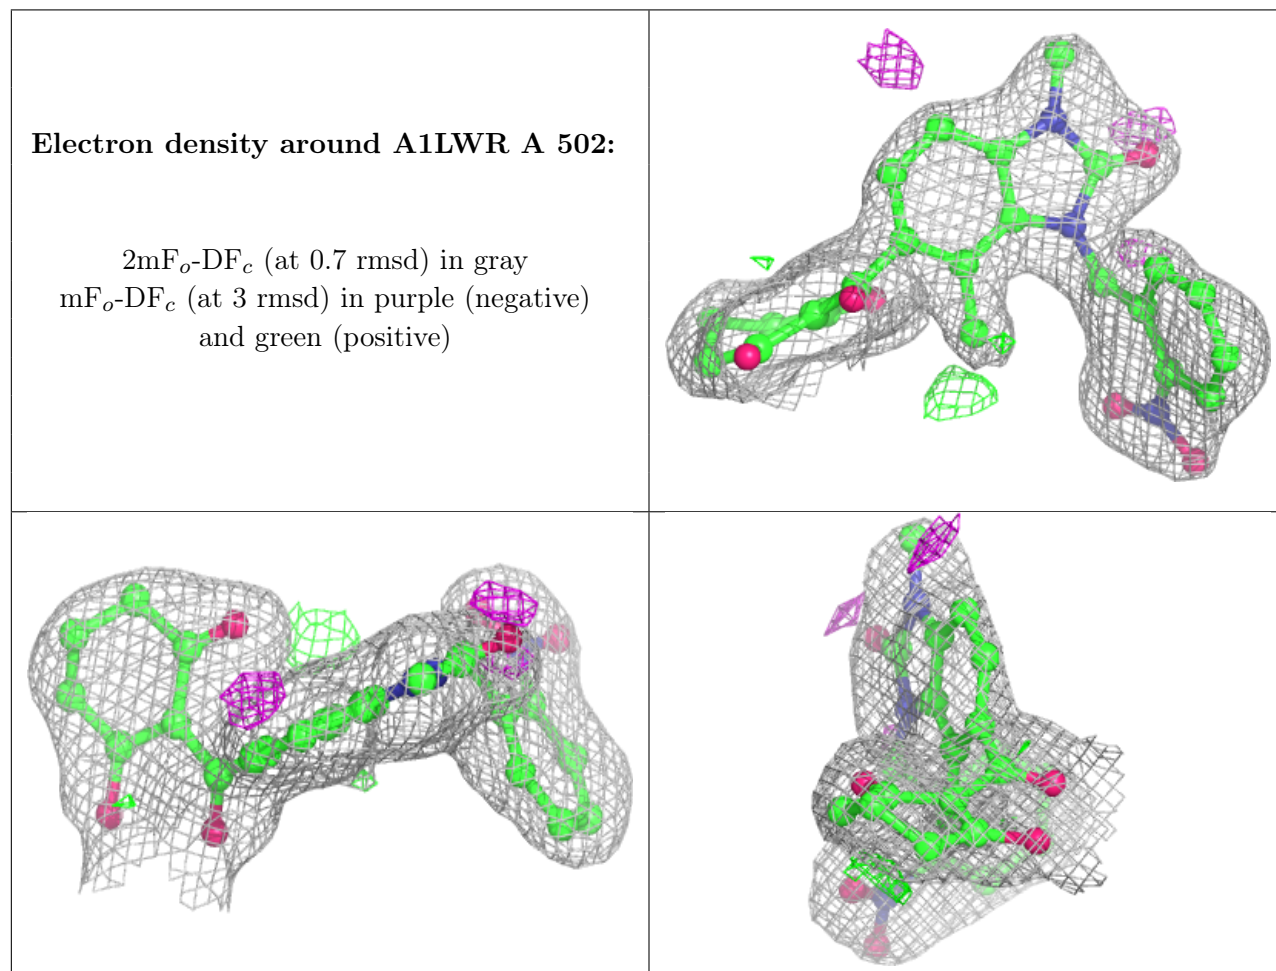 Electron density around A1LWR A 502:
2mFo-DFc (at 0.7 rmsd) in gray
mFo-DFc (at 3 rmsd) in purple (negative)
and green (positive)